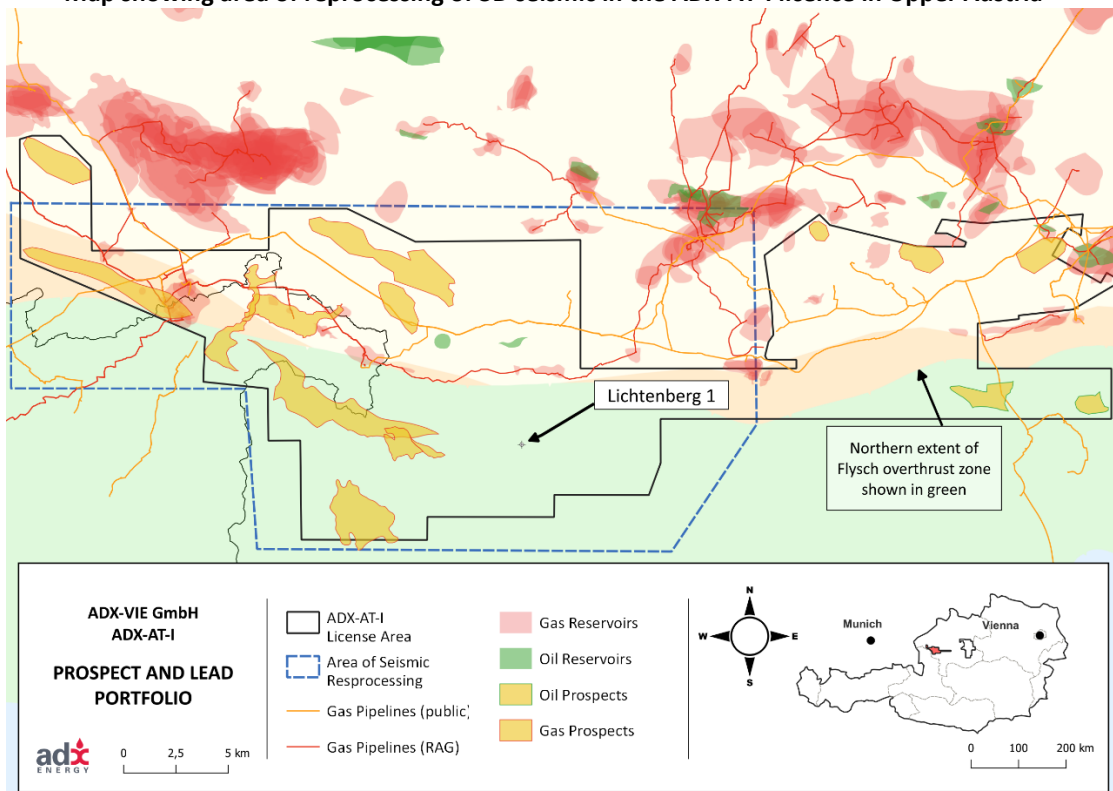 Lichtenberg 1
Northern extent of
Flysch overthrust zone
shown in green
ADX-VIE GmbH
ADX-AT-I
PROSPECT AND LEAD
PORTFOLIO
adx
ENERGY
0 2,5 5 km
ADX-AT-I
License Area
Area of Seismic
Resprocessing
Gas Pipelines (public)
Gas Pipelines (RAG)
Gas Reservoirs
Oil Reservoirs
Oil Prospects
Gas Prospects
N
W E
S
Munich
Vienna
0 100 200 km